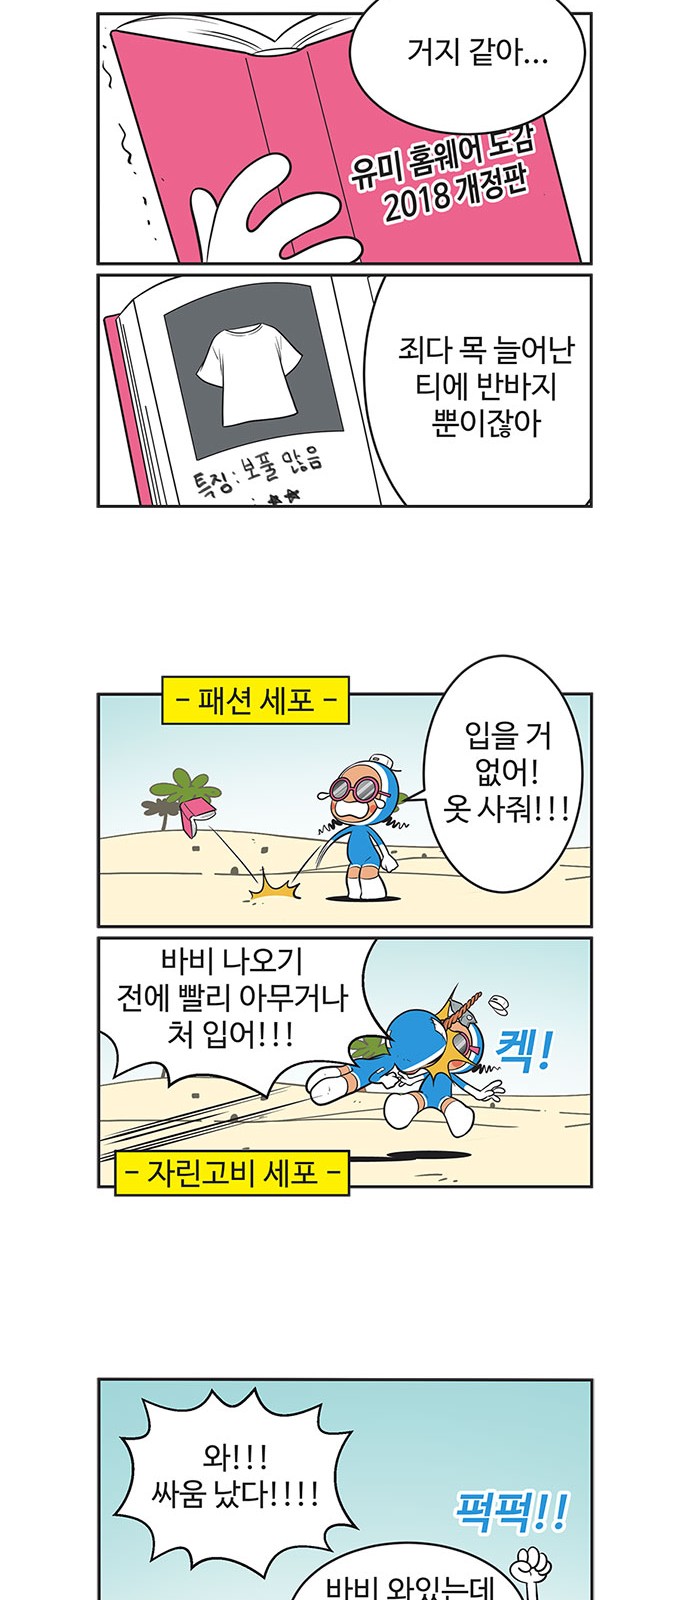 거지 같아...
유미 홈웨어 도감
2018 개정판
죄다 목 늘어난
티에 반바지
뿐이잖아
특징: 보풀 많음
: ★★
- 패션 세포 -
입을 거
없어!
옷 사줘!!!
바비 나오기
전에 빨리 아무거나
처 입어!!!
켁!
- 자린고비 세포 -
와!!!
싸움 났다!!!!
퍽퍽!!
바비 와있는데